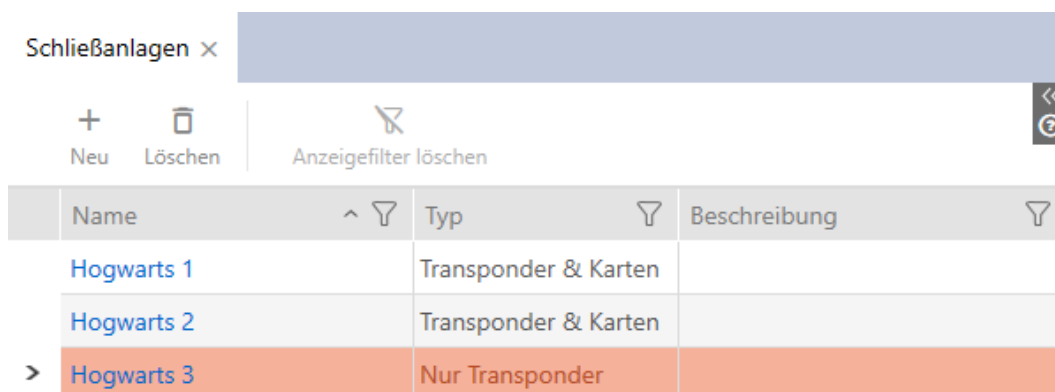 Schließanlagen
Neu Löschen Anzeigefilter löschen
Name Typ Beschreibung
Hogwarts 1 Transponder & Karten
Hogwarts 2 Transponder & Karten
Hogwarts 3 Nur Transponder